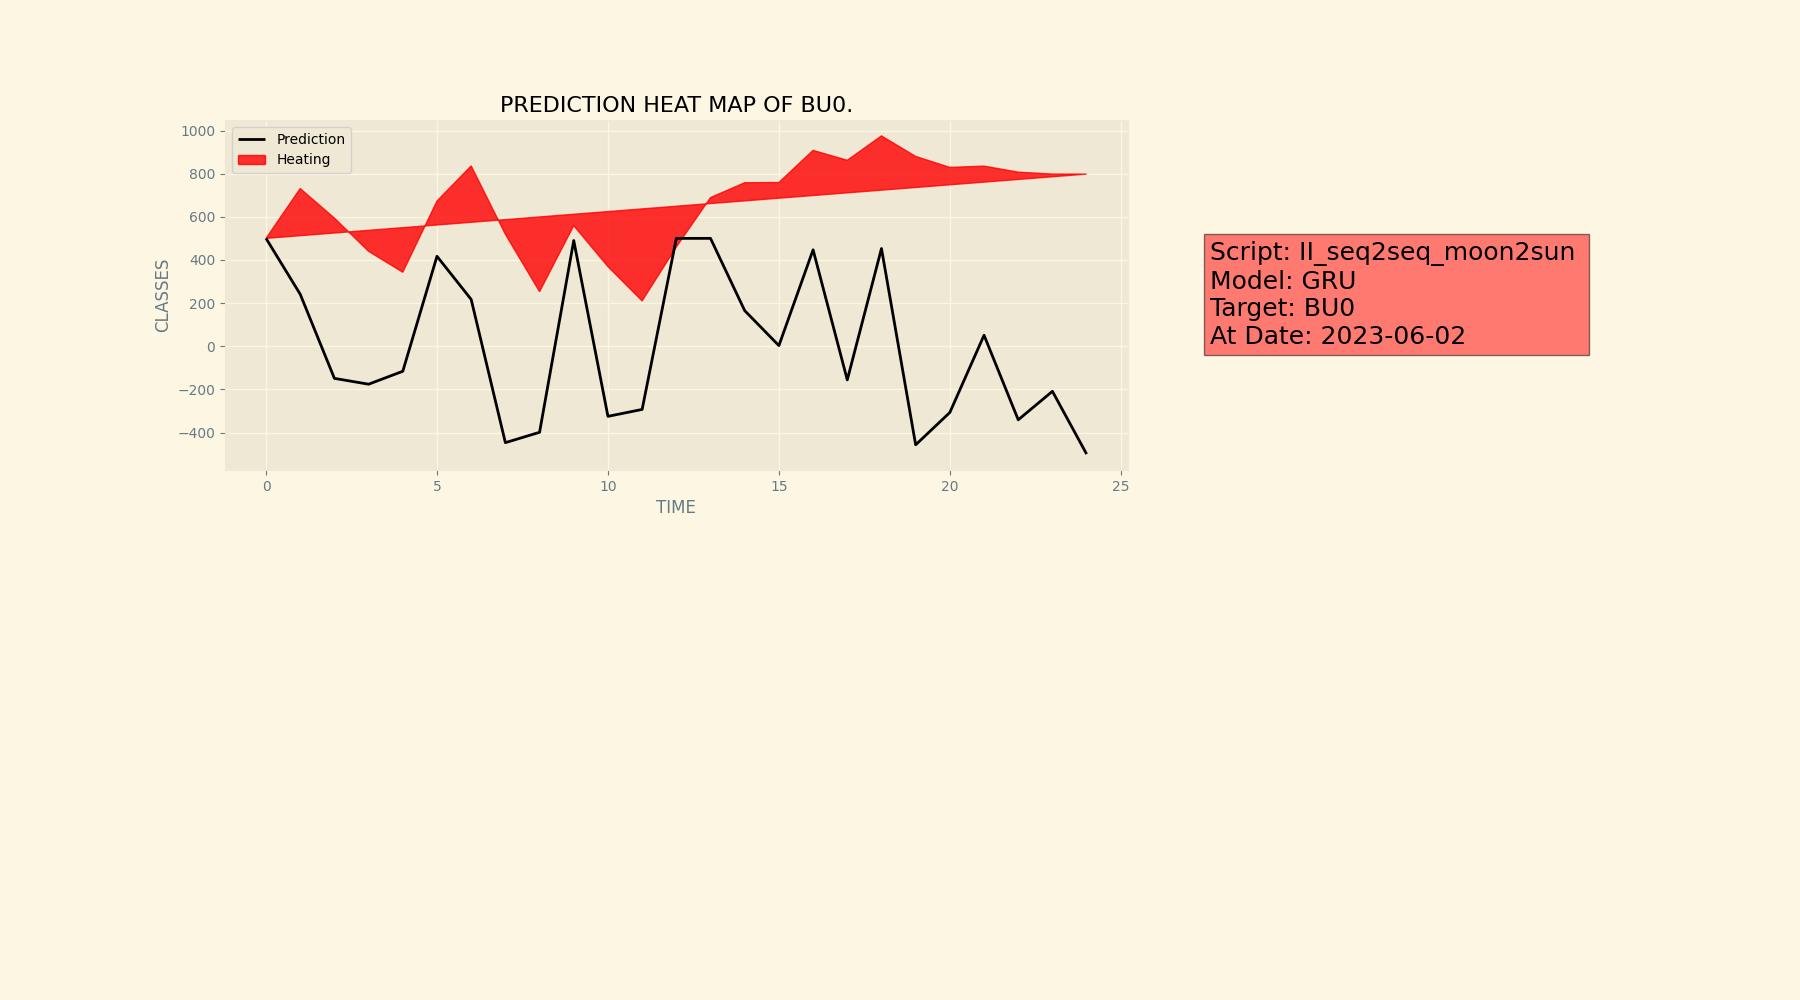 PREDICTION HEAT MAP OF BU0.
1000
800
600
400
200
0
−200
−400
CLASSES
Prediction
Heating
0
5
10
15
20
25
TIME
Script: II_seq2seq_moon2sun
Model: GRU
Target: BU0
At Date: 2023-06-02